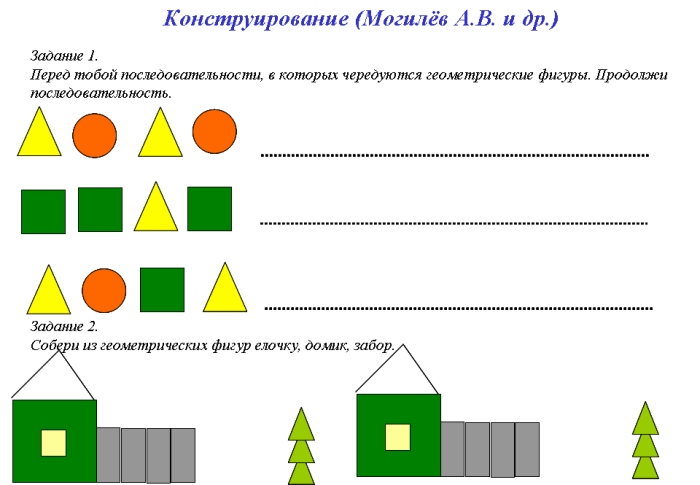 Конструирование (Могилёв А.В. и др.)
Задание 1.
Перед тобой последовательности, в которых чередуются геометрические фигуры. Продолжи
последовательность.
Задание 2.
Собери из геометрических фигур елочку, домик, забор.